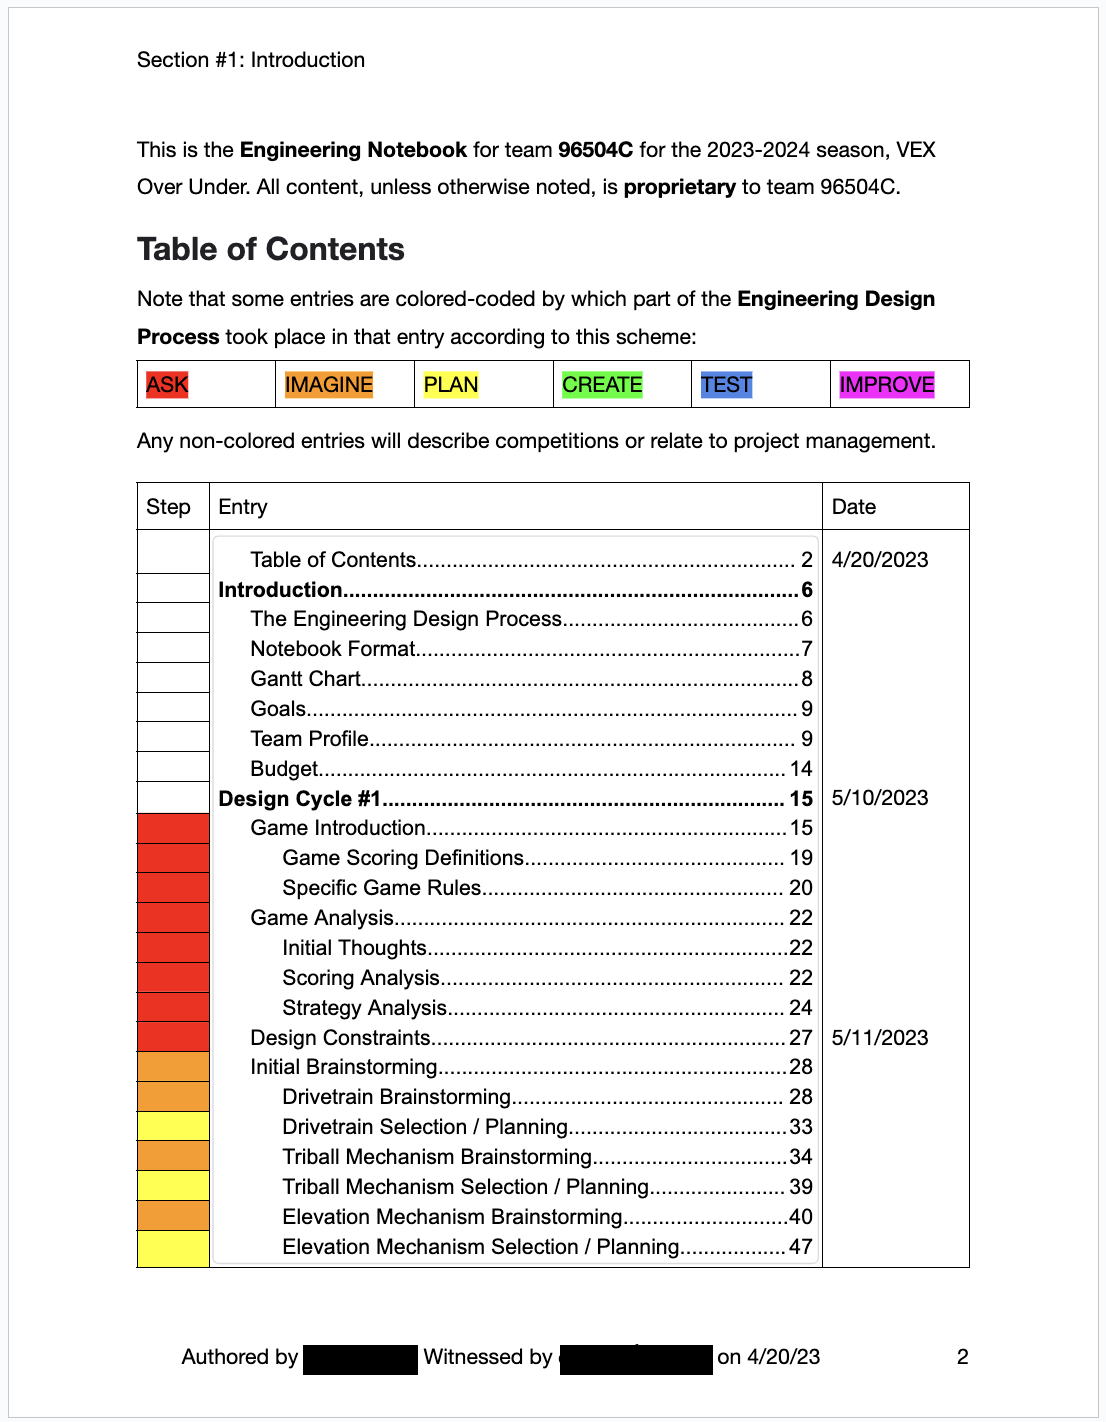 Section #1: Introduction
This is the Engineering Notebook for team 96504C for the 2023-2024 season, VEX
Over Under. All content, unless otherwise noted, is proprietary to team 96504C.
Table of Contents
Note that some entries are colored-coded by which part of the Engineering Design
Process took place in that entry according to this scheme:
ASK IMAGINE PLAN CREATE TEST IMPROVE
Any non-colored entries will describe competitions or relate to project management.
Step Entry Date
Table of Contents................................................................ 2 4/20/2023
Introduction.............................................................................6
The Engineering Design Process........................................6
Notebook Format.................................................................7
Gantt Chart..........................................................................8
Goals................................................................................... 9
Team Profile........................................................................ 9
Budget............................................................................... 14
Design Cycle #1.................................................................... 15 5/10/2023
Game Introduction.............................................................15
Game Scoring Definitions............................................ 19
Specific Game Rules................................................... 20
Game Analysis.................................................................. 22
Initial Thoughts.............................................................22
Scoring Analysis.......................................................... 22
Strategy Analysis......................................................... 24
Design Constraints............................................................ 27 5/11/2023
Initial Brainstorming...........................................................28
Drivetrain Brainstorming.............................................. 28
Drivetrain Selection / Planning.....................................33
Triball Mechanism Brainstorming.................................34
Triball Mechanism Selection / Planning....................... 39
Elevation Mechanism Brainstorming............................40
Elevation Mechanism Selection / Planning.................. 47
Authored by Witnessed by on 4/20/23 2